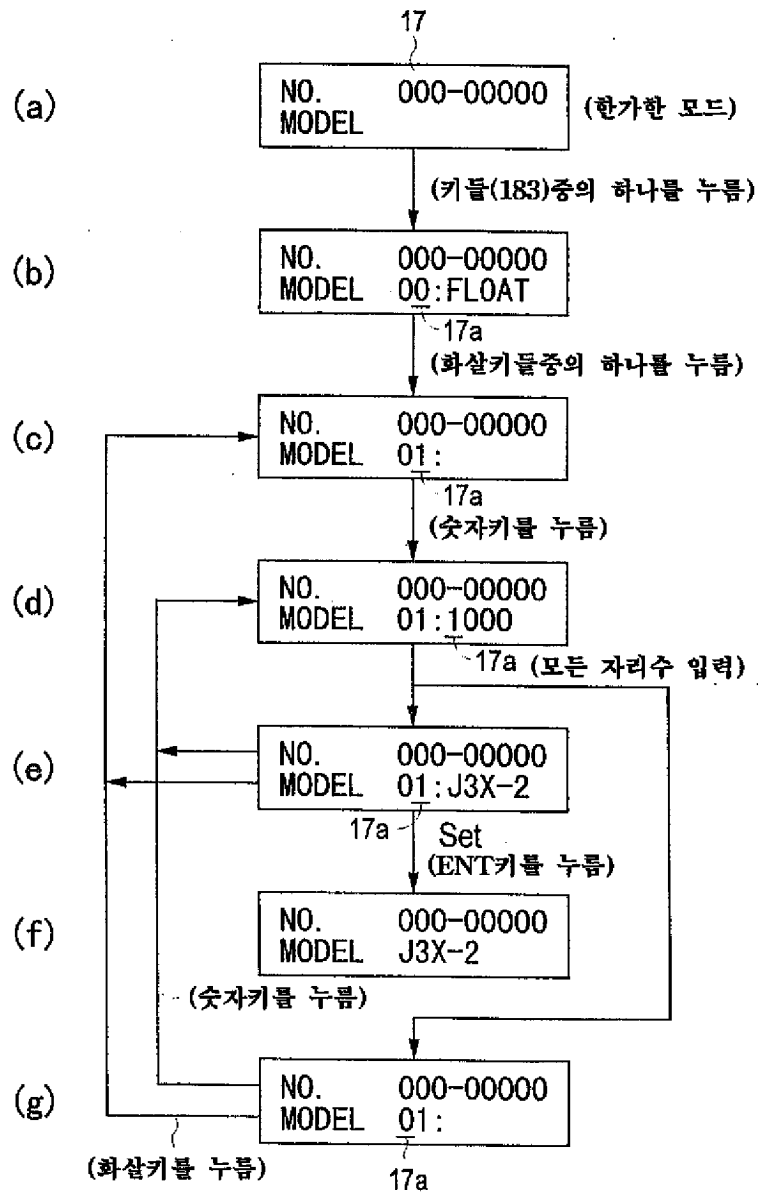 17
(a)
NO. 000-00000
MODEL
(한가한 모드)
(키들(183)중의 하나를 누름)
(b)
NO. 000-00000
MODEL 00:FLOAT
17a
(화살키들중의 하나를 누름)
(c)
NO. 000-00000
MODEL 01:
17a
(숫자키를 누름)
(d)
NO. 000-00000
MODEL 01:1000
17a (모든 자리수 입력)
(e)
NO. 000-00000
MODEL 01:J3X-2
17a
Set
(ENT키를 누름)
(f)
NO. 000-00000
MODEL J3X-2
(숫자키를 누름)
(g)
NO. 000-00000
MODEL 01:
(화살키를 누름)
17a